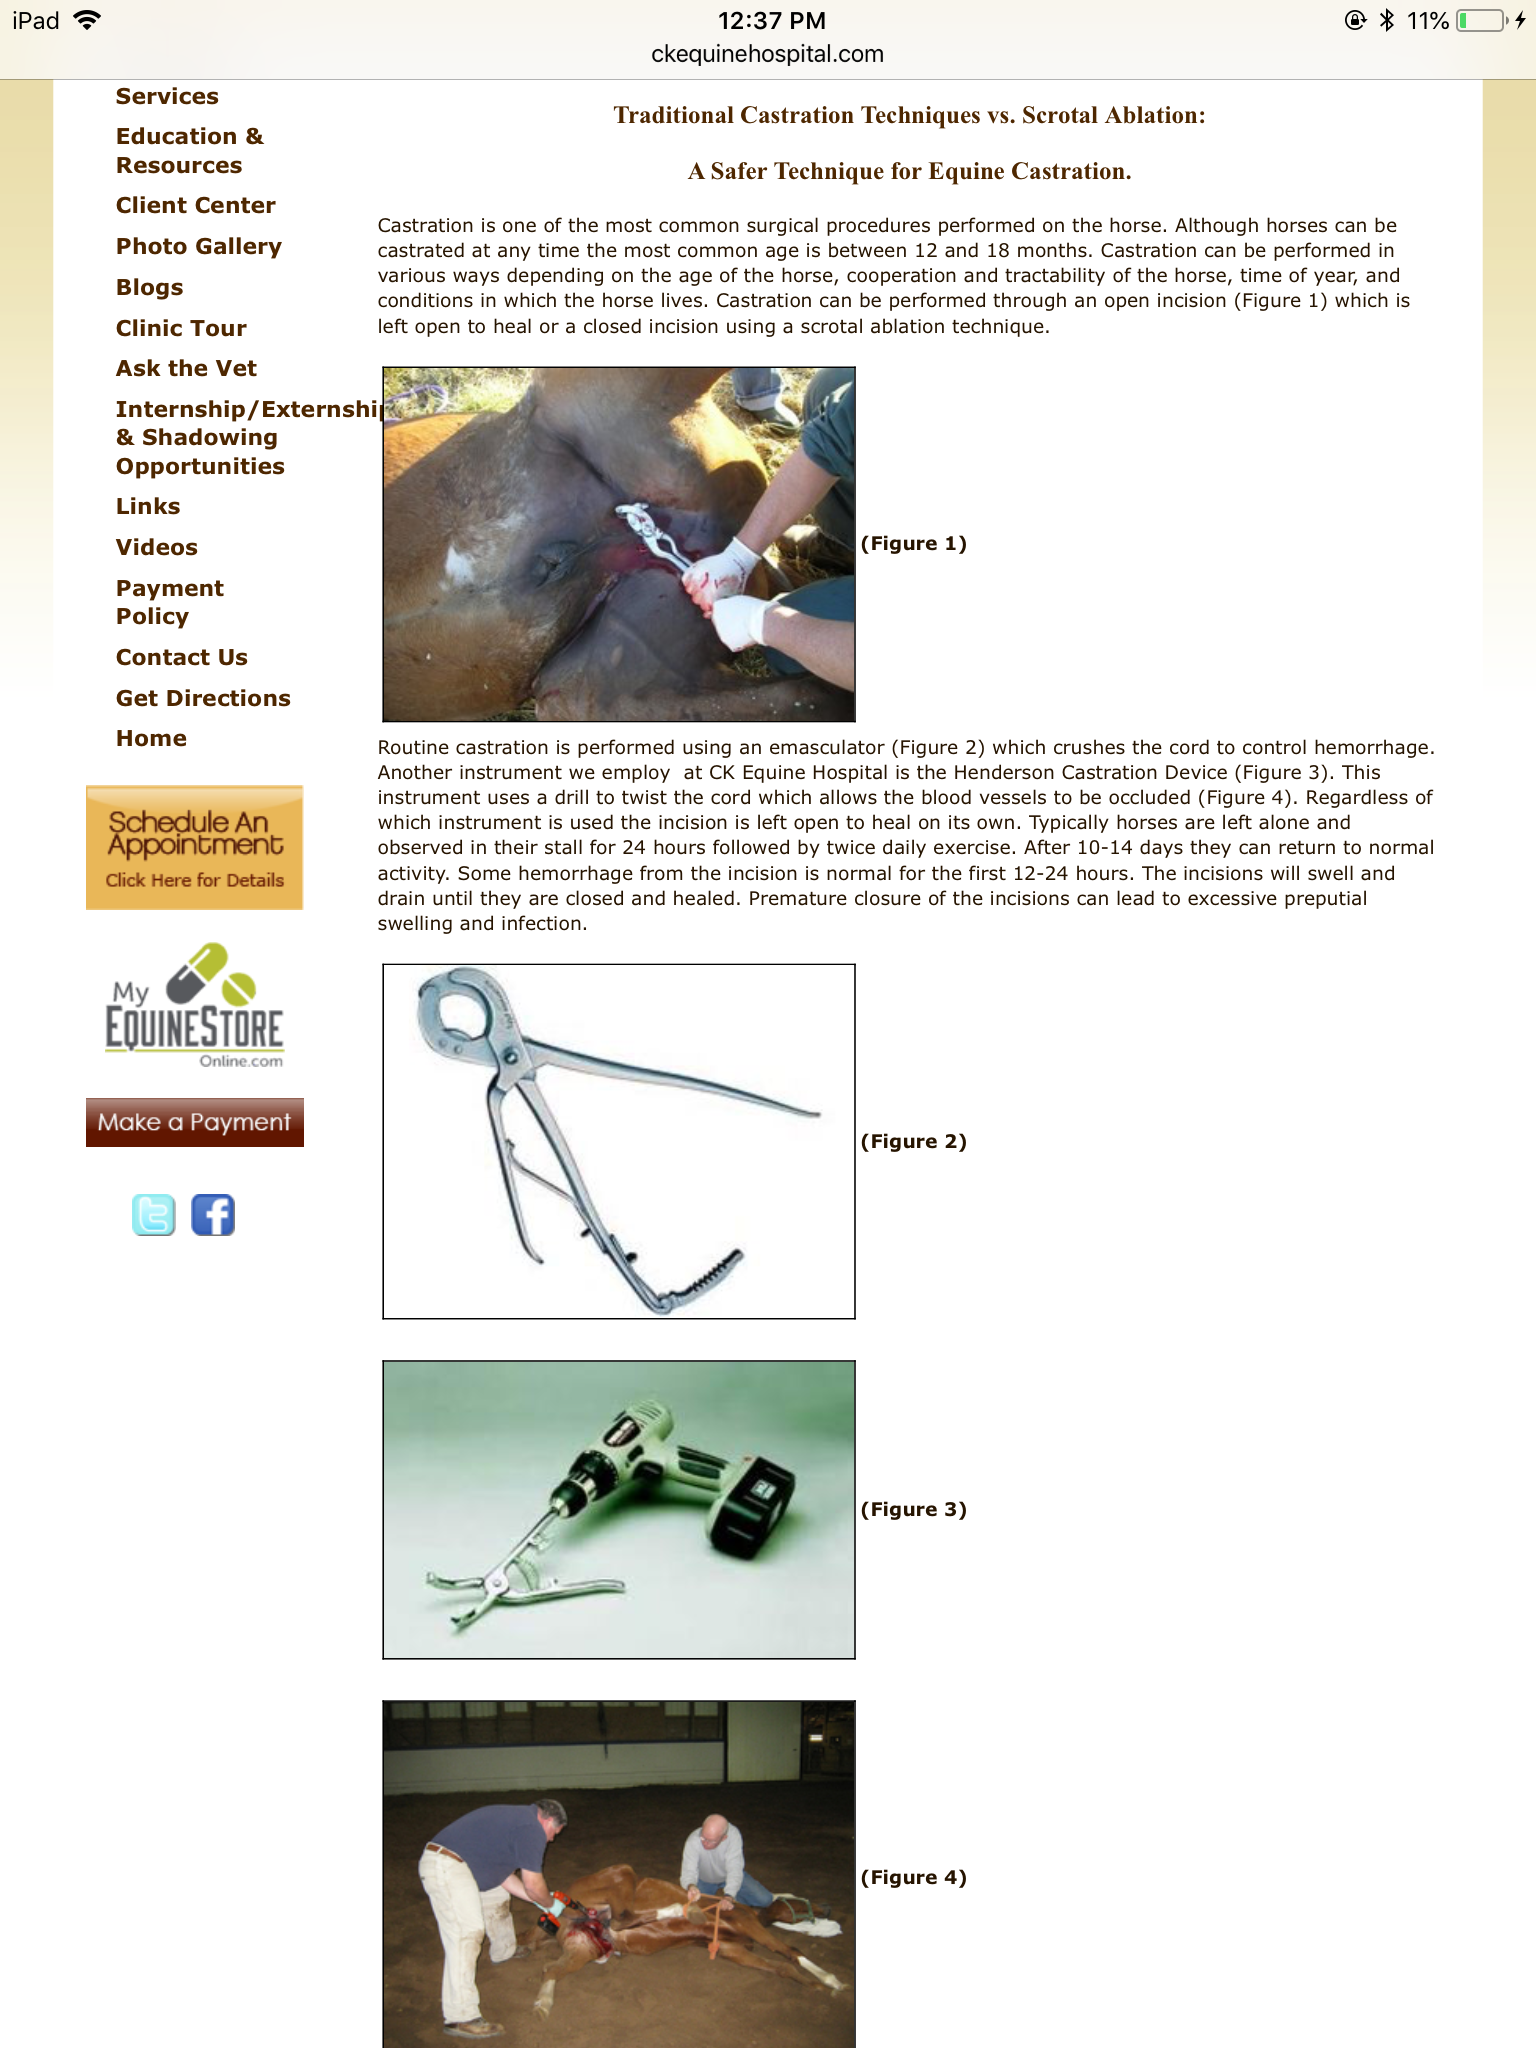 iPad
12:37 PM
11%
ckequinehospital.com
Services
Education &
Resources
Client Center
Photo Gallery
Blogs
Clinic Tour
Ask the Vet
Internship/Externship
& Shadowing
Opportunities
Links
Videos
Payment
Policy
Contact Us
Get Directions
Home
Schedule An
Appointment
Click Here for Details
My
EQUINESTORE
Online.com
Make a Payment
Traditional Castration Techniques vs. Scrotal Ablation:
A Safer Technique for Equine Castration.
Castration is one of the most common surgical procedures performed on the horse. Although horses can be
castrated at any time the most common age is between 12 and 18 months. Castration can be performed in
various ways depending on the age of the horse, cooperation and tractability of the horse, time of year, and
conditions in which the horse lives. Castration can be performed through an open incision (Figure 1) which is
left open to heal or a closed incision using a scrotal ablation technique.
(Figure 1)
Routine castration is performed using an emasculator (Figure 2) which crushes the cord to control hemorrhage.
Another instrument we employ  at CK Equine Hospital is the Henderson Castration Device (Figure 3). This
instrument uses a drill to twist the cord which allows the blood vessels to be occluded (Figure 4). Regardless of
which instrument is used the incision is left open to heal on its own. Typically horses are left alone and
observed in their stall for 24 hours followed by twice daily exercise. After 10-14 days they can return to normal
activity. Some hemorrhage from the incision is normal for the first 12-24 hours. The incisions will swell and
drain until they are closed and healed. Premature closure of the incisions can lead to excessive preputial
swelling and infection.
(Figure 2)
(Figure 3)
(Figure 4)